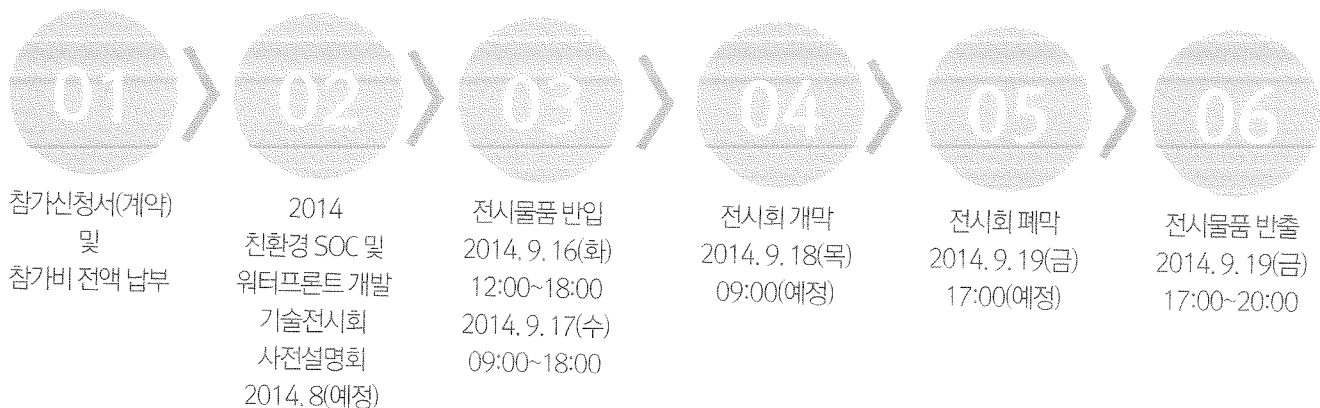 01
참가신청서(계약)
및
참가비 전액 납부
02
2014
친환경 SOC 및
워터프론트 개발
기술전시회
사전설명회
2014. 8(예정)
03
전시물품 반입
2014. 9. 16(화)
12:00~18:00
2014. 9. 17(수)
09:00~18:00
04
전시회 개막
2014. 9. 18(목)
09:00(예정)
05
전시회 폐막
2014. 9. 19(금)
17:00(예정)
06
전시물품 반출
2014. 9. 19(금)
17:00~20:00